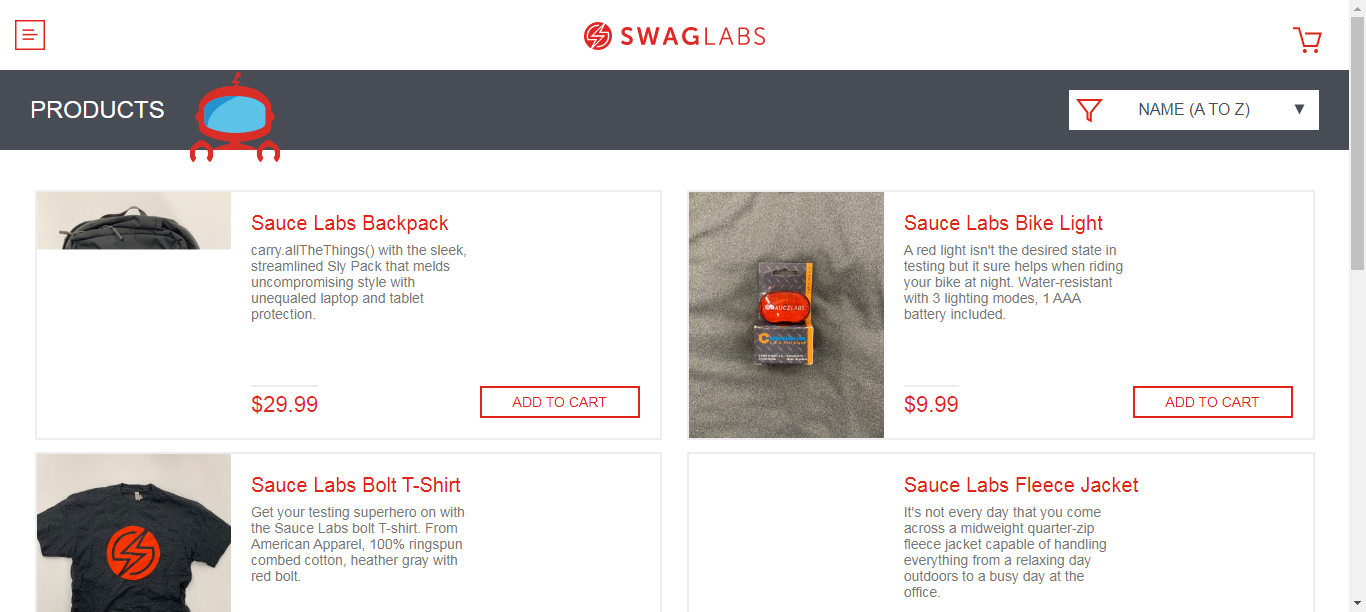 SWAGLABS
PRODUCTS
NAME (A TO Z)
Sauce Labs Backpack
carry.allTheThings() with the sleek,
streamlined Sly Pack that melds
uncompromising style with
unequaled laptop and tablet
protection.
$29.99
ADD TO CART
Sauce Labs Bike Light
A red light isn't the desired state in
testing but it sure helps when riding
your bike at night. Water-resistant
with 3 lighting modes, 1 AAA
battery included.
$9.99
ADD TO CART
Sauce Labs Bolt T-Shirt
Get your testing superhero on with
the Sauce Labs bolt T-shirt. From
American Apparel, 100% ringspun
combed cotton, heather gray with
red bolt.
Sauce Labs Fleece Jacket
It's not every day that you come
across a midweight quarter-zip
fleece jacket capable of handling
everything from a relaxing day
outdoors to a busy day at the
office.